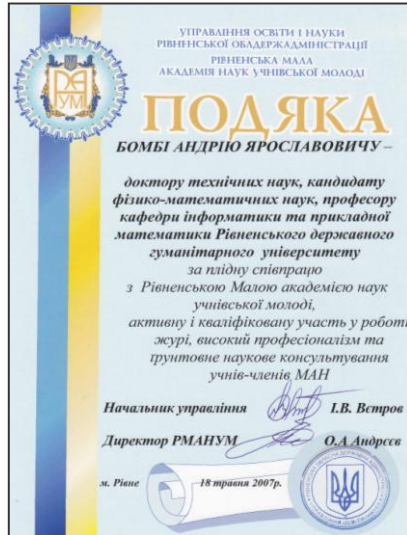 УПРАВЛІННЯ ОСВІТИ І НАУКИ
РІВНЕНСЬКОЇ ОБЛДЕРЖАДМІНІСТРАЦІЇ
РІВНЕНСЬКА МАЛА
АКАДЕМІЯ НАУК УЧНІВСЬКОЇ МОЛОДІ
УМ
ПОДЯКА
БОМБІ АНДРІЮ ЯРОСЛАВОВИЧУ –
доктору технічних наук, кандидату
фізико-математичних наук, професору
кафедри інформатики та прикладної
математики Рівненського державного
гуманітарного університету
за плідну співпрацю
з Рівненською Малою академією наук
учнівської молоді,
активну і кваліфіковану участь у роботі
журі, високий професіоналізм та
ґрунтовне наукове консультування
учнів-членів МАН
Начальник управління І.В. Вєтров
Директор РМАНУМ О.А Андрєєв
м. Рівне 18 травня 2007р.